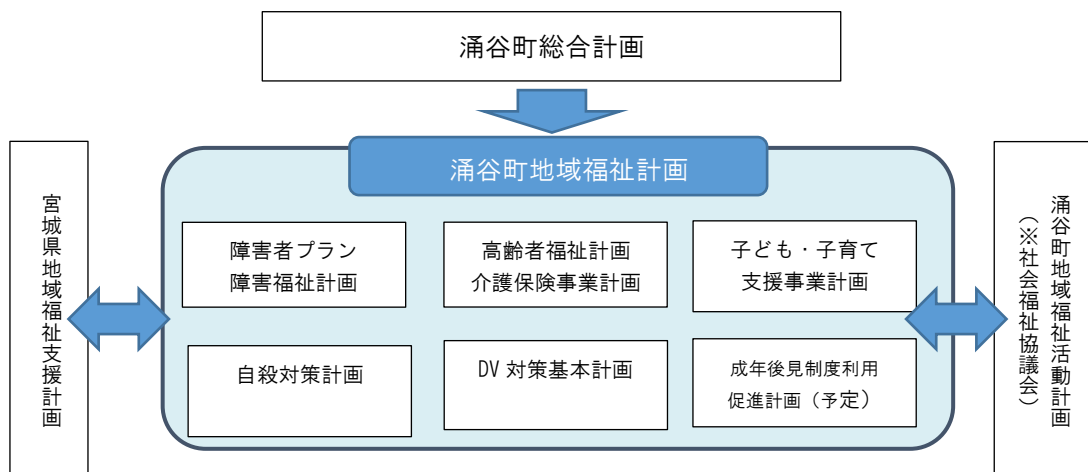 涌谷町総合計画
涌谷町地域福祉計画
宮城県地域福祉支援計画
障害者プラン
障害福祉計画
高齢者福祉計画
介護保険事業計画
子ども・子育て
支援事業計画
自殺対策計画
DV 対策基本計画
成年後見制度利用
促進計画（予定）
涌谷町地域福祉活動計画
（※社会福祉協議会）